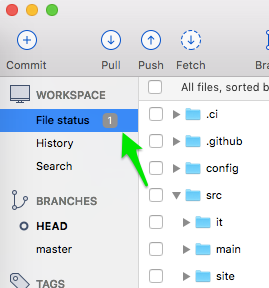 Commit Pull Push Fetch
WORKSPACE
File status 1
History
Search
BRANCHES
HEAD
master
TAGS
All files, sorted b
.ci
.github
config
src
it
main
site